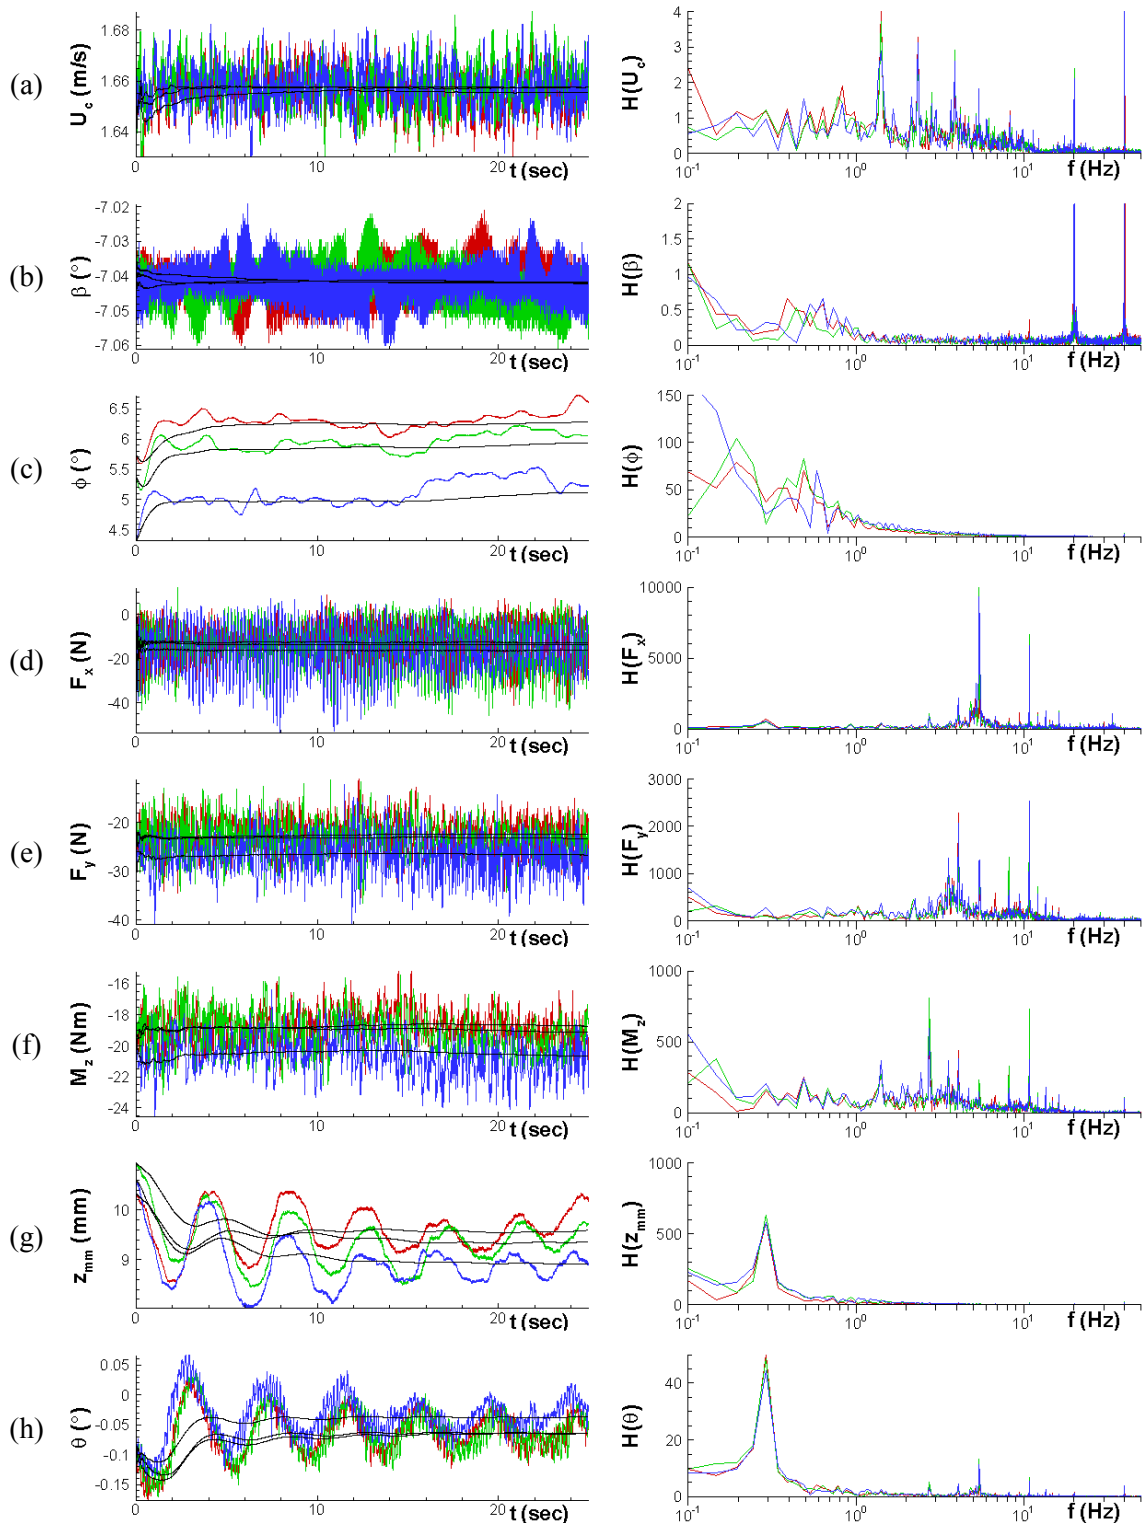 (a)
U_c (m/s)
1.68
1.66
1.64
0 10 20
t (sec)
H(U_c)
4
3
2
1
0
10^-1 10^0 10^1
f (Hz)
(b)
β (°)
-7.02
-7.03
-7.04
-7.05
-7.06
0 10 20
t (sec)
H(β)
2
1.5
1
0.5
0
10^-1 10^0 10^1
f (Hz)
(c)
ϕ (°)
6.5
6
5.5
5
4.5
0 10 20
t (sec)
H(ϕ)
150
100
50
0
10^-1 10^0 10^1
f (Hz)
(d)
F_x (N)
0
-20
-40
0 10 20
t (sec)
H(F_x)
10000
5000
0
10^-1 10^0 10^1
f (Hz)
(e)
F_y (N)
-20
-30
-40
0 10 20
t (sec)
H(F_y)
3000
2000
1000
0
10^-1 10^0 10^1
f (Hz)
(f)
M_z (Nm)
-16
-18
-20
-22
-24
0 10 20
t (sec)
H(M_z)
1000
500
0
10^-1 10^0 10^1
f (Hz)
(g)
z_mm (mm)
10
9
0 10 20
t (sec)
H(z_mm)
1000
500
0
10^-1 10^0 10^1
f (Hz)
(h)
θ (°)
0.05
0
-0.05
-0.1
-0.15
0 10 20
t (sec)
H(θ)
40
20
0
10^-1 10^0 10^1
f (Hz)